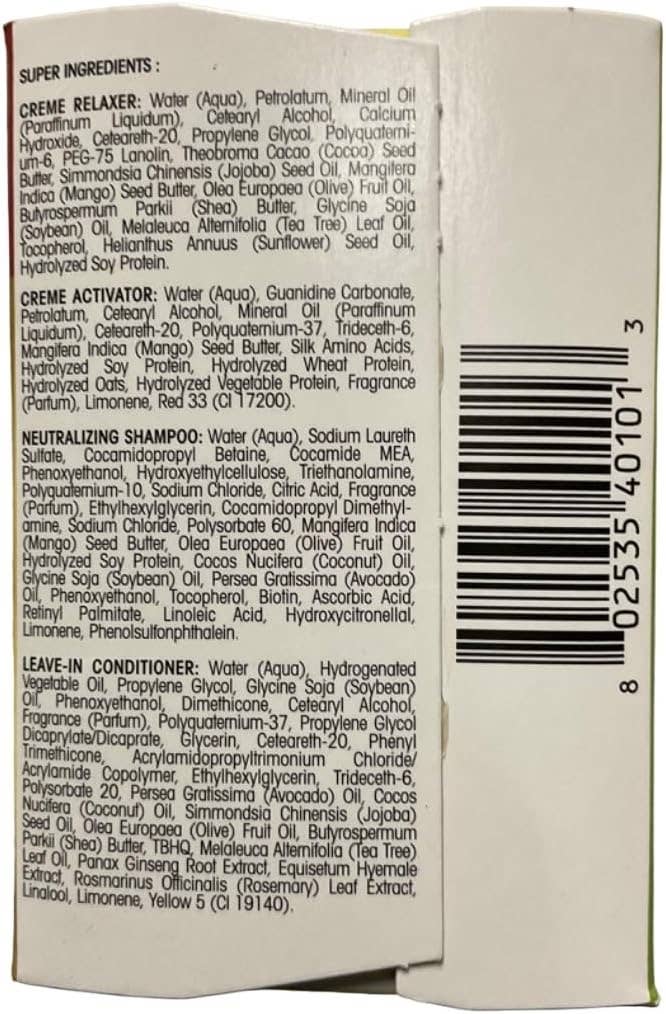 SUPER INGREDIENTS :
CREME RELAXER: Water (Aqua), Petrolatum, Mineral Oil
(Paraffinum Liquidum), Cetearyl Alcohol, Calcium
Hydroxide, Ceteareth-20, Propylene Glycol, Polyquaterni-
um-6, PEG-75 Lanolin, Theobroma Cacao (Cocoa) Seed
Butter, Simmondsia Chinensis (Jojoba) Seed Oil, Mangifera
Indica (Mango) Seed Butter, Olea Europaea (Olive) Fruit Oil,
Butyrospermum Parkii (Shea) Butter, Glycine Soja
(Soybean) Oil, Melaleuca Alternifolia (Tea Tree) Leaf Oil,
Tocopherol, Helianthus Annuus (Sunflower) Seed Oil,
Hydrolyzed Soy Protein.
CREME ACTIVATOR: Water (Aqua), Guanidine Carbonate,
Petrolatum, Cetearyl Alcohol, Mineral Oil (Paraffinum
Liquidum), Ceteareth-20, Polyquaternium-37, Trideceth-6,
Mangifera Indica (Mango) Seed Butter, Silk Amino Acids,
Hydrolyzed Soy Protein, Hydrolyzed Wheat Protein,
Hydrolyzed Oats, Hydrolyzed Vegetable Protein, Fragrance
(Parfum), Limonene, Red 33 (CI 17200).
NEUTRALIZING SHAMPOO: Water (Aqua), Sodium Laureth
Sulfate, Cocamidopropyl Betaine, Cocamide MEA,
Phenoxyethanol, Hydroxyethylcellulose, Triethanolamine,
Polyquaternium-10, Sodium Chloride, Citric Acid, Fragrance
(Parfum), Ethylhexylglycerin, Cocamidopropyl Dimethyl-
amine, Sodium Chloride, Polysorbate 60, Mangifera Indica
(Mango) Seed Butter, Olea Europaea (Olive) Fruit Oil,
Hydrolyzed Soy Protein, Cocos Nucifera (Coconut) Oil,
Glycine Soja (Soybean) Oil, Persea Gratissima (Avocado)
Oil, Phenoxyethanol, Tocopherol, Biotin, Ascorbic Acid,
Retinyl Palmitate, Linoleic Acid, Hydroxycitronellal,
Limonene, Phenolsulfonphthalein.
LEAVE-IN CONDITIONER: Water (Aqua), Hydrogenated
Vegetable Oil, Propylene Glycol, Glycine Soja (Soybean)
Oil, Phenoxyethanol, Dimethicone, Cetearyl Alcohol,
Fragrance (Parfum), Polyquaternium-37, Propylene Glycol
Dicaprylate/Dicaprate, Glycerin, Ceteareth-20, Phenyl
Trimethicone, Acrylamidopropyltrimonium Chloride/
Acrylamide Copolymer, Ethylhexylglycerin, Trideceth-6,
Polysorbate 20, Persea Gratissima (Avocado) Oil, Cocos
Nucifera (Coconut) Oil, Simmondsia Chinensis (Jojoba)
Seed Oil, Olea Europaea (Olive) Fruit Oil, Butyrospermum
Parkii (Shea) Butter, TBHQ, Melaleuca Alternifolia (Tea Tree)
Leaf Oil, Panax Ginseng Root Extract, Equisetum Hyemale
Extract, Rosmarinus Officinalis (Rosemary) Leaf Extract,
Linalool, Limonene, Yellow 5 (CI 19140).
8 02535 40101 3